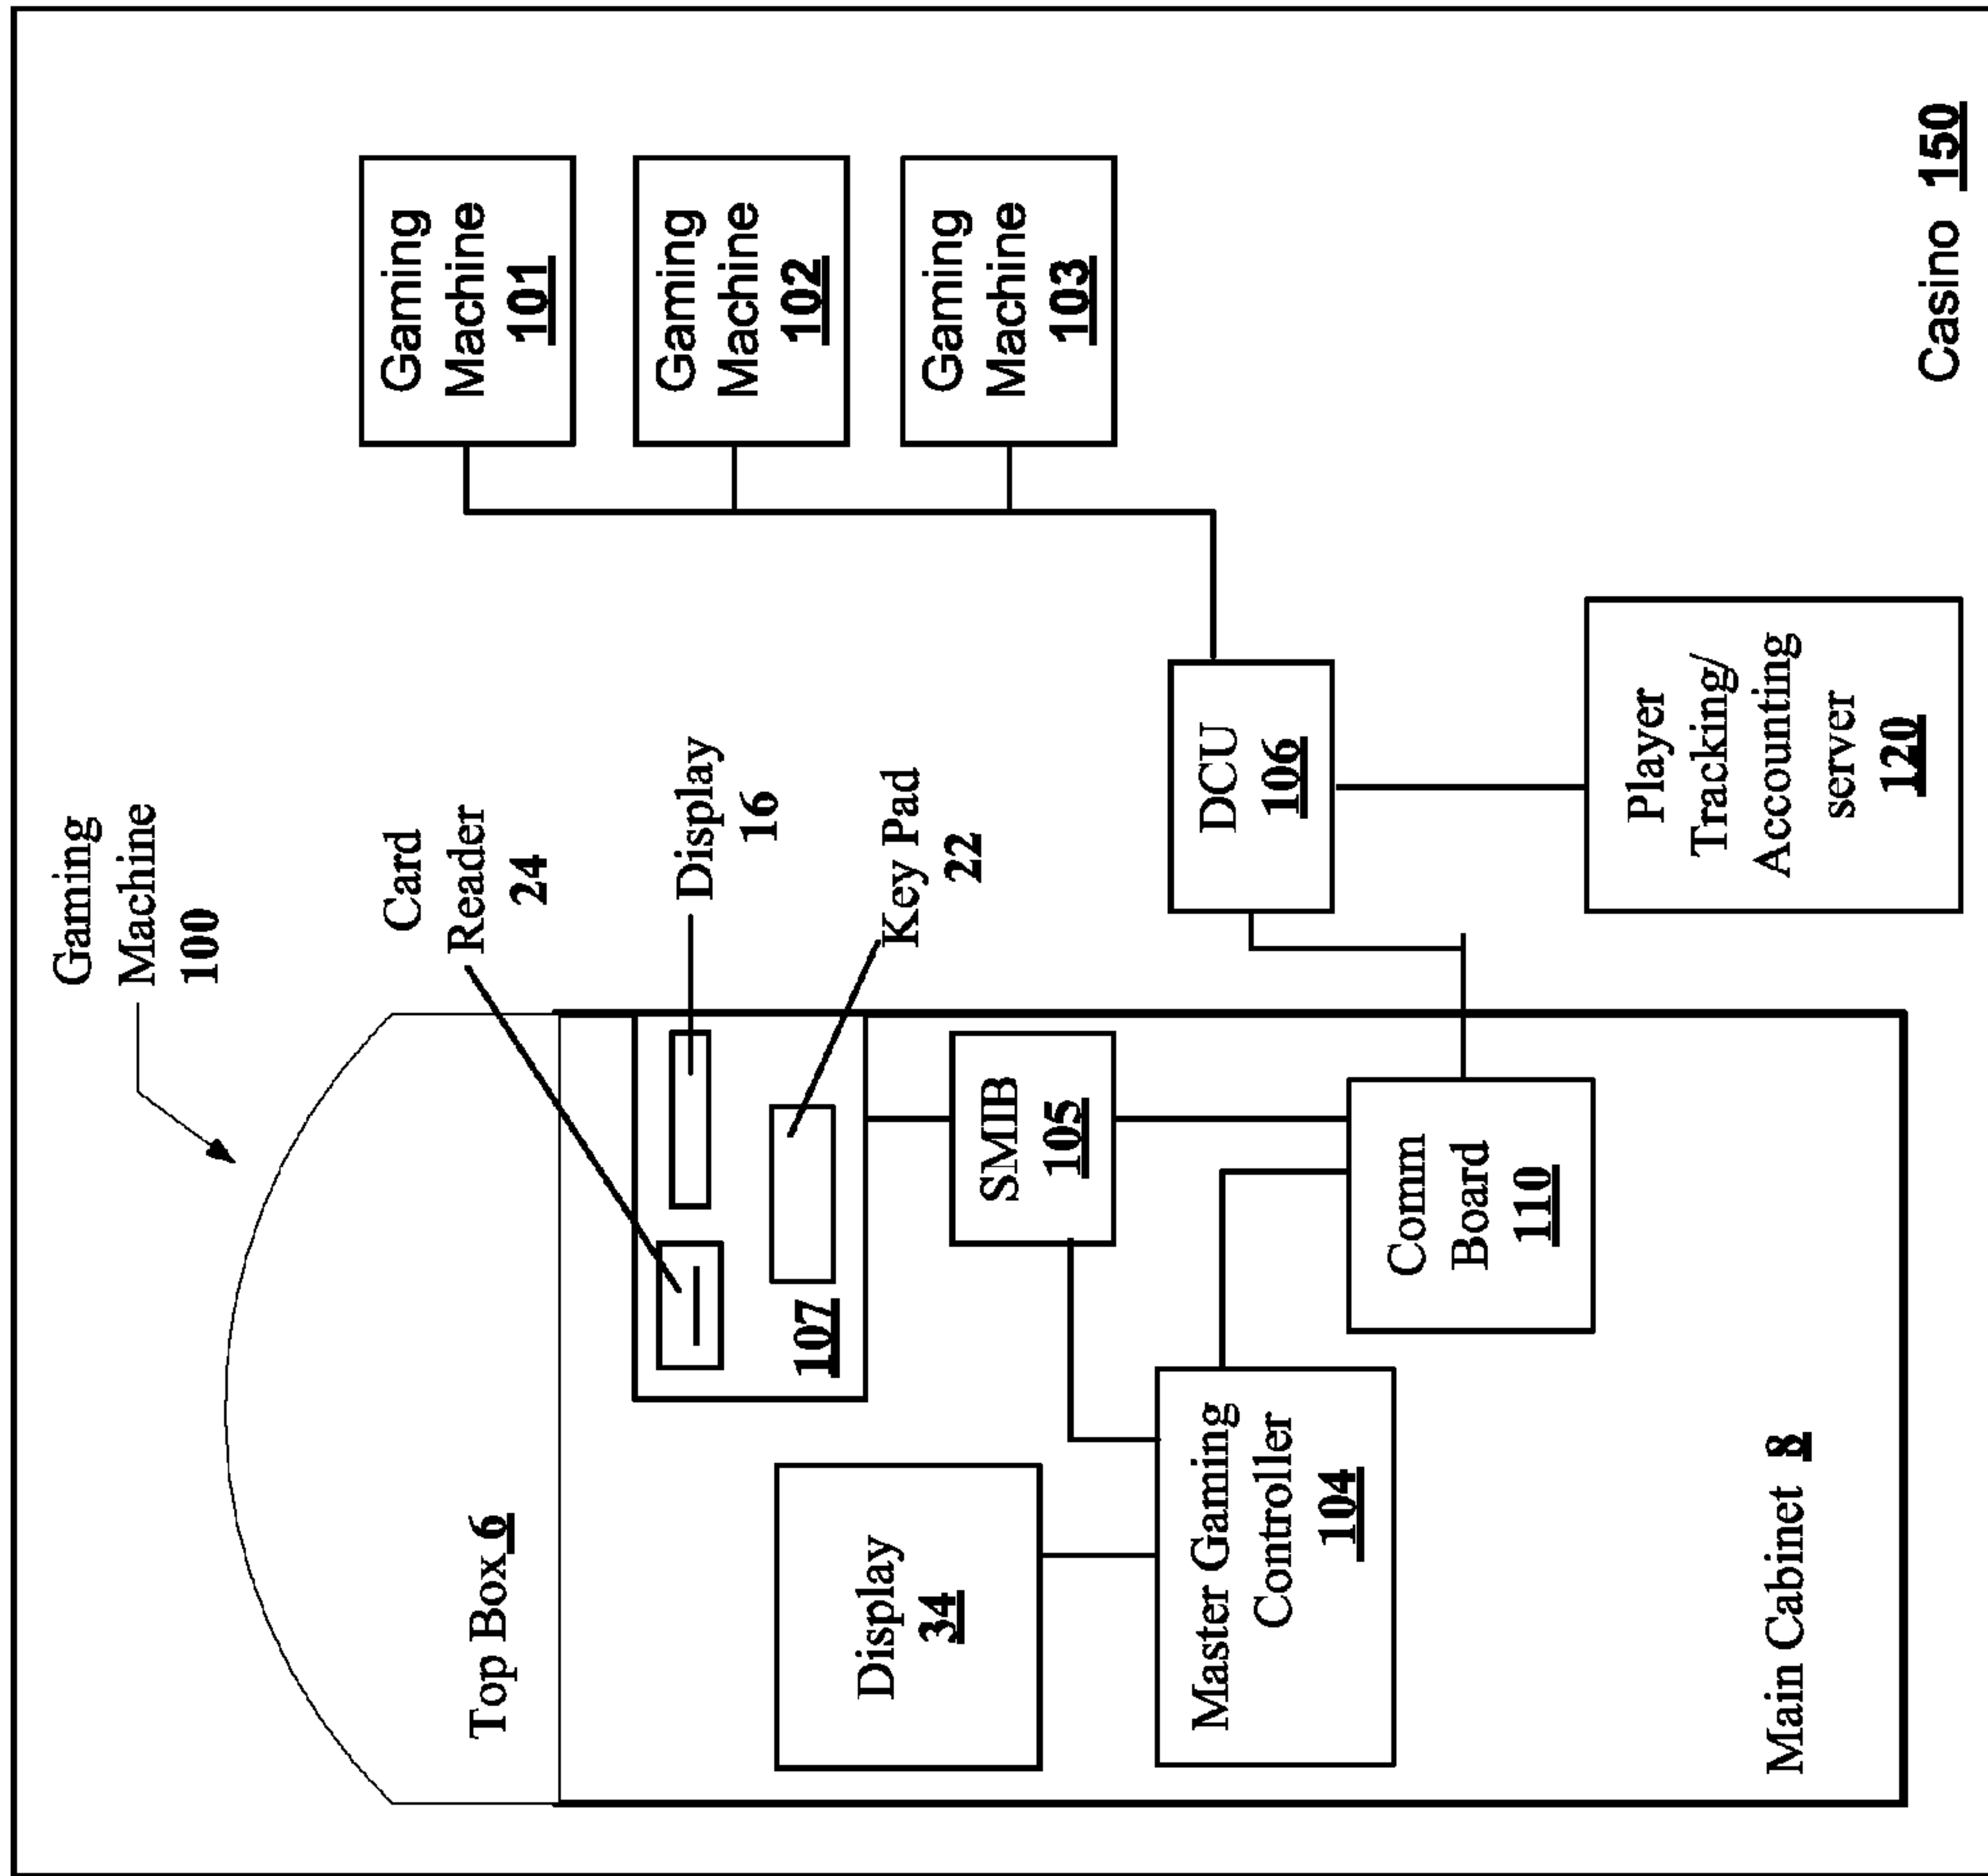 Gaming
Machine
100
Card
Reader
24
Display
16
Key Pad
22
Top Box 6
107
Display
34
SMIB
105
Master Gaming
Controller
104
Comm
Board
110
Main Cabinet 8
Gaming
Machine
101
Gaming
Machine
102
Gaming
Machine
103
DCU
106
Player
Tracking/
Accounting
server
120
Casino 150